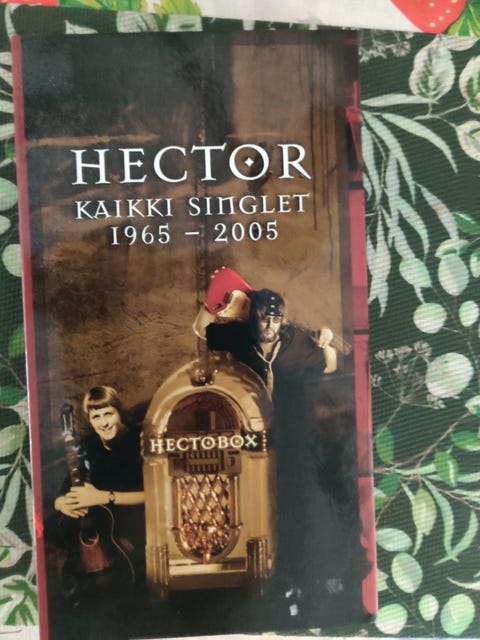 HECTOR
KAIKKI SINGLET
1965 – 2005
HECTOBOX